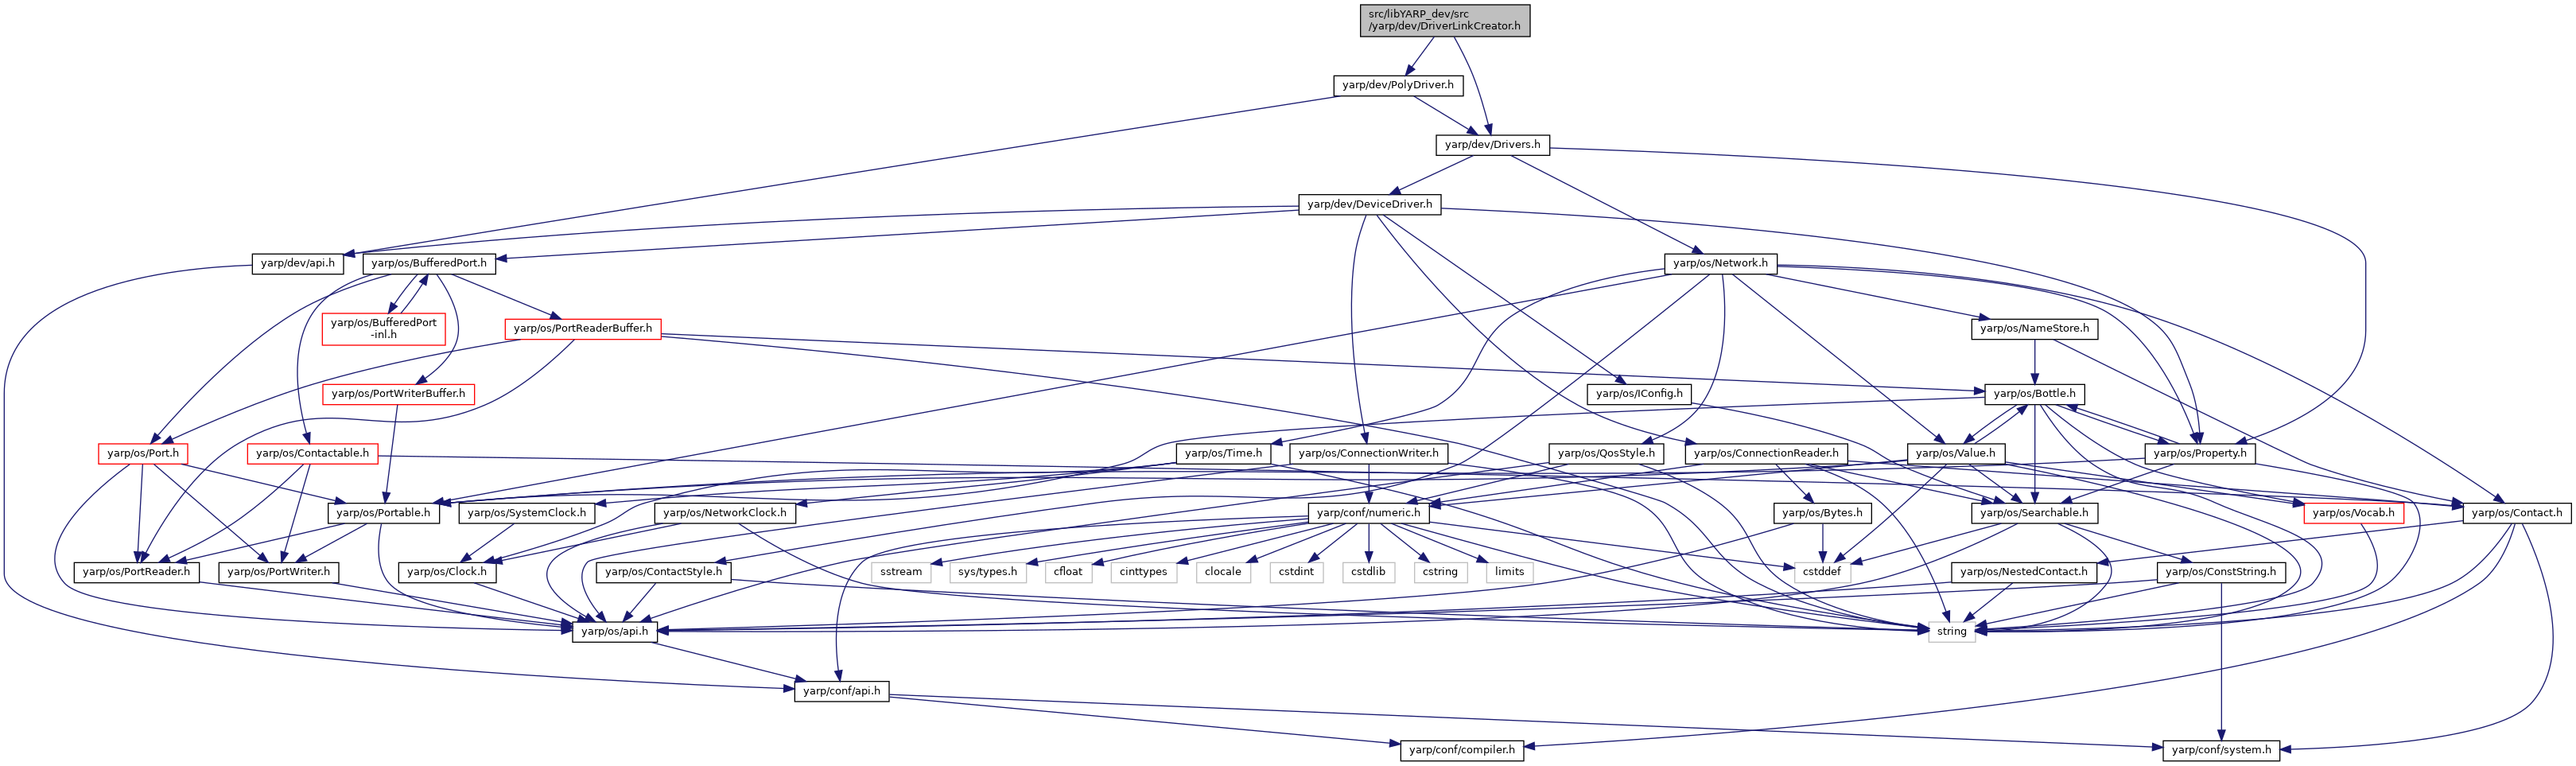 src/libYARP_dev/src
/yarp/dev/DriverLinkCreator.h
yarp/dev/PolyDriver.h
yarp/dev/Drivers.h
yarp/dev/DeviceDriver.h
yarp/dev/api.h
yarp/os/BufferedPort.h
yarp/os/Network.h
yarp/os/BufferedPort
-inl.h
yarp/os/PortReaderBuffer.h
yarp/os/NameStore.h
yarp/os/PortWriterBuffer.h
yarp/os/IConfig.h
yarp/os/Bottle.h
yarp/os/Port.h
yarp/os/Contactable.h
yarp/os/Time.h
yarp/os/ConnectionWriter.h
yarp/os/QosStyle.h
yarp/os/ConnectionReader.h
yarp/os/Value.h
yarp/os/Property.h
yarp/os/Portable.h
yarp/os/SystemClock.h
yarp/os/NetworkClock.h
yarp/conf/numeric.h
yarp/os/Bytes.h
yarp/os/Searchable.h
yarp/os/Vocab.h
yarp/os/Contact.h
yarp/os/PortReader.h
yarp/os/PortWriter.h
yarp/os/Clock.h
yarp/os/ContactStyle.h
sstream
sys/types.h
cfloat
cinttypes
clocale
cstdint
cstdlib
cstring
limits
cstddef
yarp/os/NestedContact.h
yarp/os/ConstString.h
yarp/os/api.h
string
yarp/conf/api.h
yarp/conf/compiler.h
yarp/conf/system.h